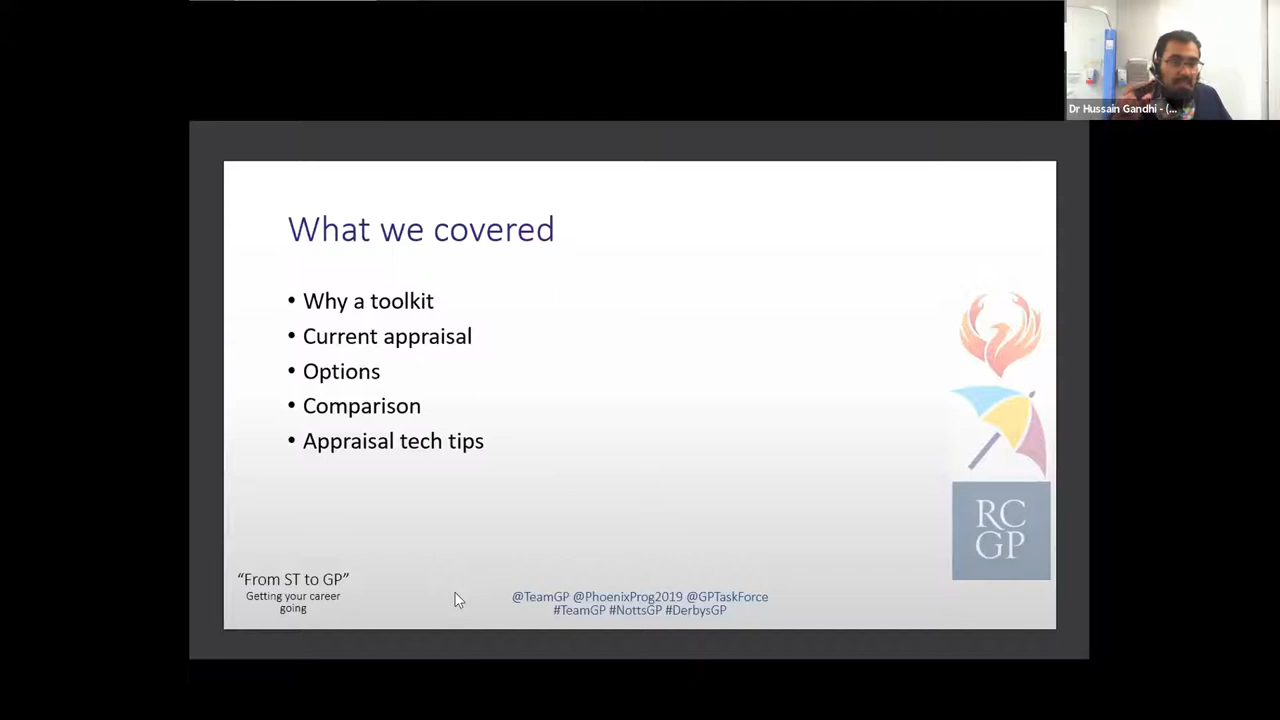 Dr Hussain Gandhi - (...
What we covered
• Why a toolkit
• Current appraisal
• Options
• Comparison
• Appraisal tech tips
RC
GP
“From ST to GP”
Getting your career
going
@TeamGP @PhoenixProg2019 @GPTaskForce
#TeamGP #NottsGP #DerbysGP